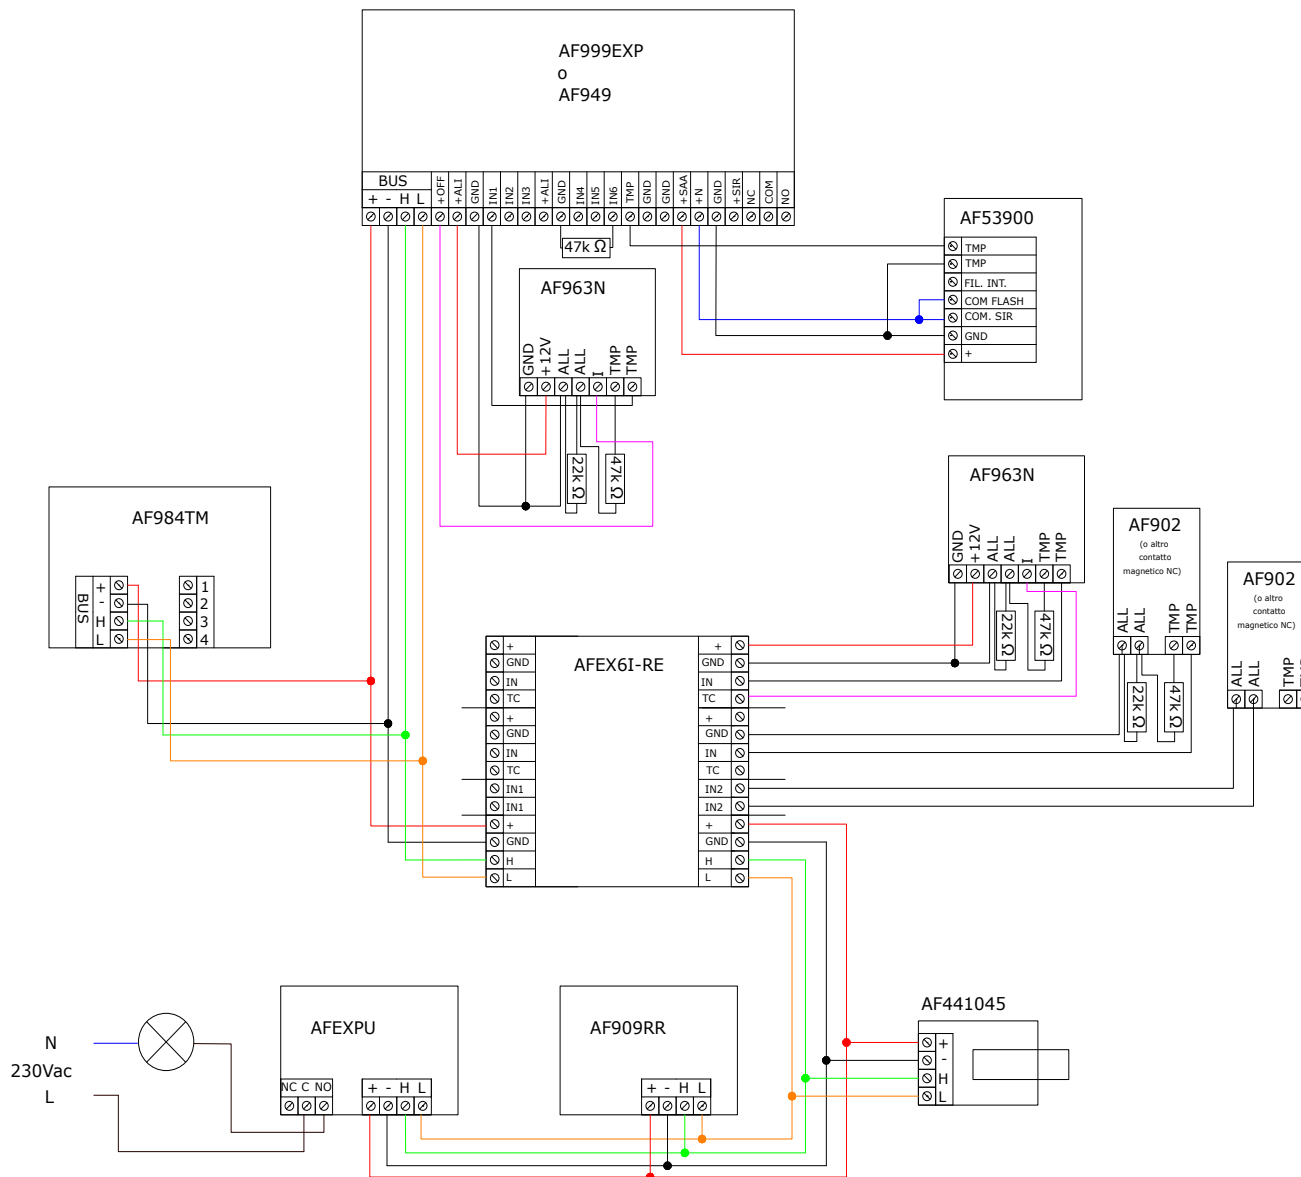 AF999EXP
o
AF949
BUS
+ - H L
+OFF
+ALI
GND
IN1
IN2
IN3
+ALI
GND
IN4
IN5
IN6
TMP
GND
GND
+SAA
+N
GND
+SIR
NC
COM
NO
47k Ω
AF53900
TMP
TMP
FIL. INT.
COM FLASH
COM. SIR
GND
+
AF963N
GND
+12V
ALL
ALL
I
TMP
TMP
22k Ω
47k Ω
AF984TM
BUS
+
-
H
L
1
2
3
4
AF963N
GND
+12V
ALL
ALL
I
TMP
TMP
22k Ω
47k Ω
AF902
(o altro
contatto
magnetico NC)
ALL
ALL
TMP
TMP
22k Ω
47k Ω
AF902
(o altro
contatto
magnetico NC)
ALL
ALL
TMP
AFEX6I-RE
+
GND
IN
TC
+
GND
IN
TC
IN1
IN1
+
GND
H
L
+
GND
IN
TC
+
GND
IN
TC
IN2
IN2
+
GND
H
L
N
230Vac
L
AFEXPU
NC C NO
+ - H L
AF909RR
+ - H L
AF441045
+
-
H
L